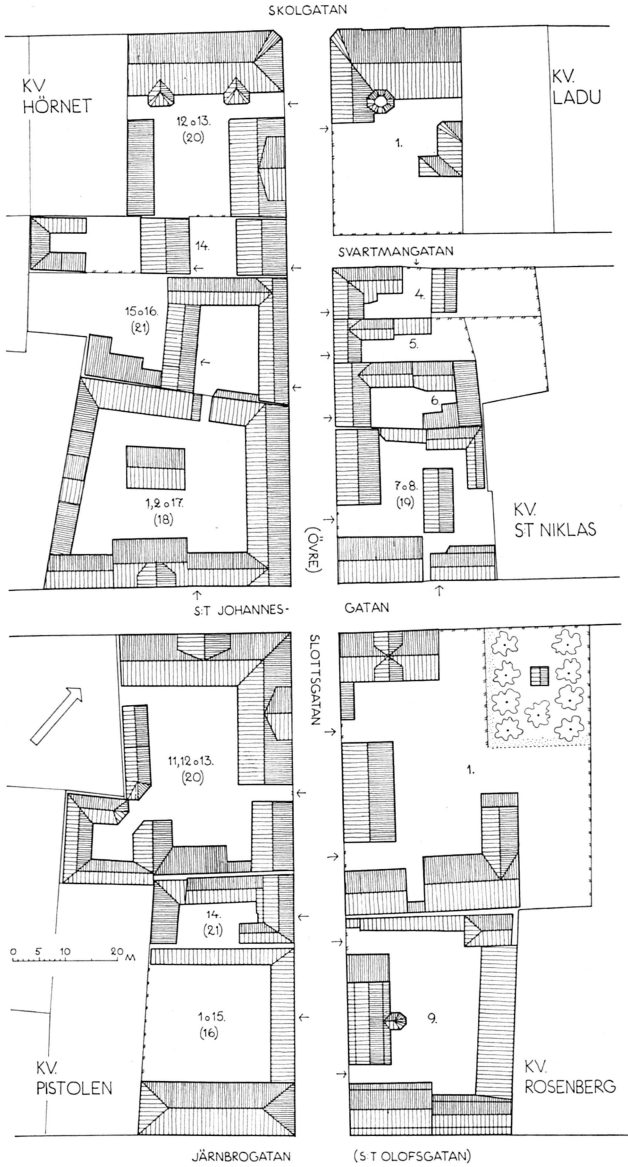 SKOLGATAN
KV.
HÖRNET
KV.
LADU
12 o 13.
(20)
1.
14.
SVARTMANGATAN
4.
15 o 16.
(21)
5.
6
1, 2 o 17.
(18)
7 o 8.
(19)
KV.
ST NIKLAS
(ÖVRE)
S:T JOHANNES-
GATAN
SLOTTSGATAN
11, 12 o 13.
(20)
1.
14.
(21)
0 5 10 20 M
1 o 15.
(16)
9.
KV.
PISTOLEN
KV.
ROSENBERG
JÄRNBROGATAN
(S:T OLOFSGATAN)